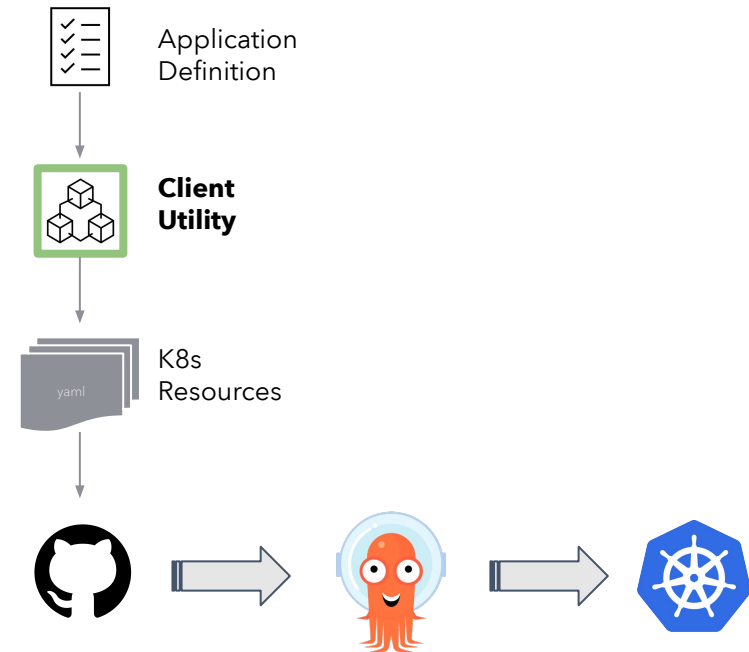 Application
Definition
Client
Utility
K8s
Resources
yaml